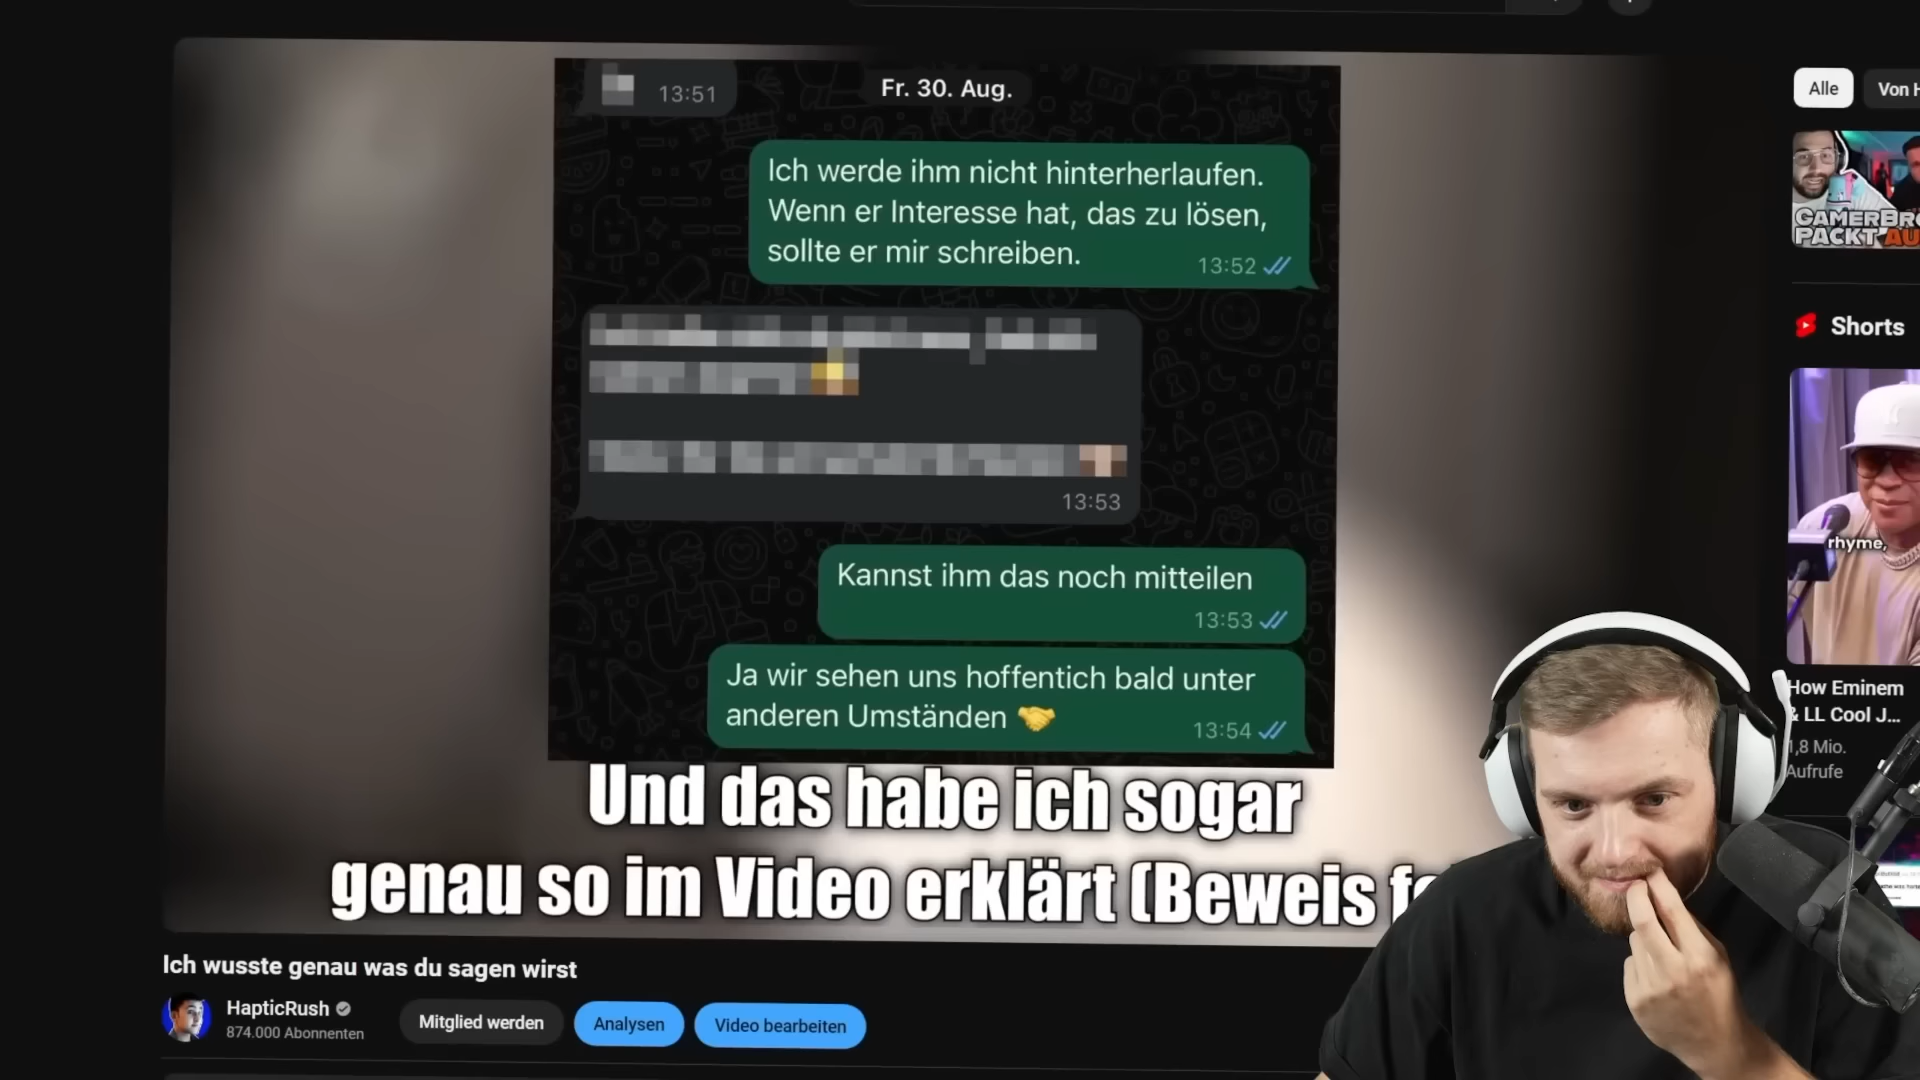 13:51
Fr. 30. Aug.
Ich werde ihm nicht hinterherlaufen.
Wenn er Interesse hat, das zu lösen,
sollte er mir schreiben.
13:52
13:53
Kannst ihm das noch mitteilen
13:53
Ja wir sehen uns hoffentich bald unter
anderen Umständen 🤝
13:54
Und das habe ich sogar
genau so im Video erklärt (Beweis
Ich wusste genau was du sagen wirst
HapticRush
874.000 Abonnenten
Mitglied werden
Analysen
Video bearbeiten
Alle
Von
PACKT AU
Shorts
rhyme,
How Eminem
& LL Cool J...
1,8 Mio.
Aufrufe